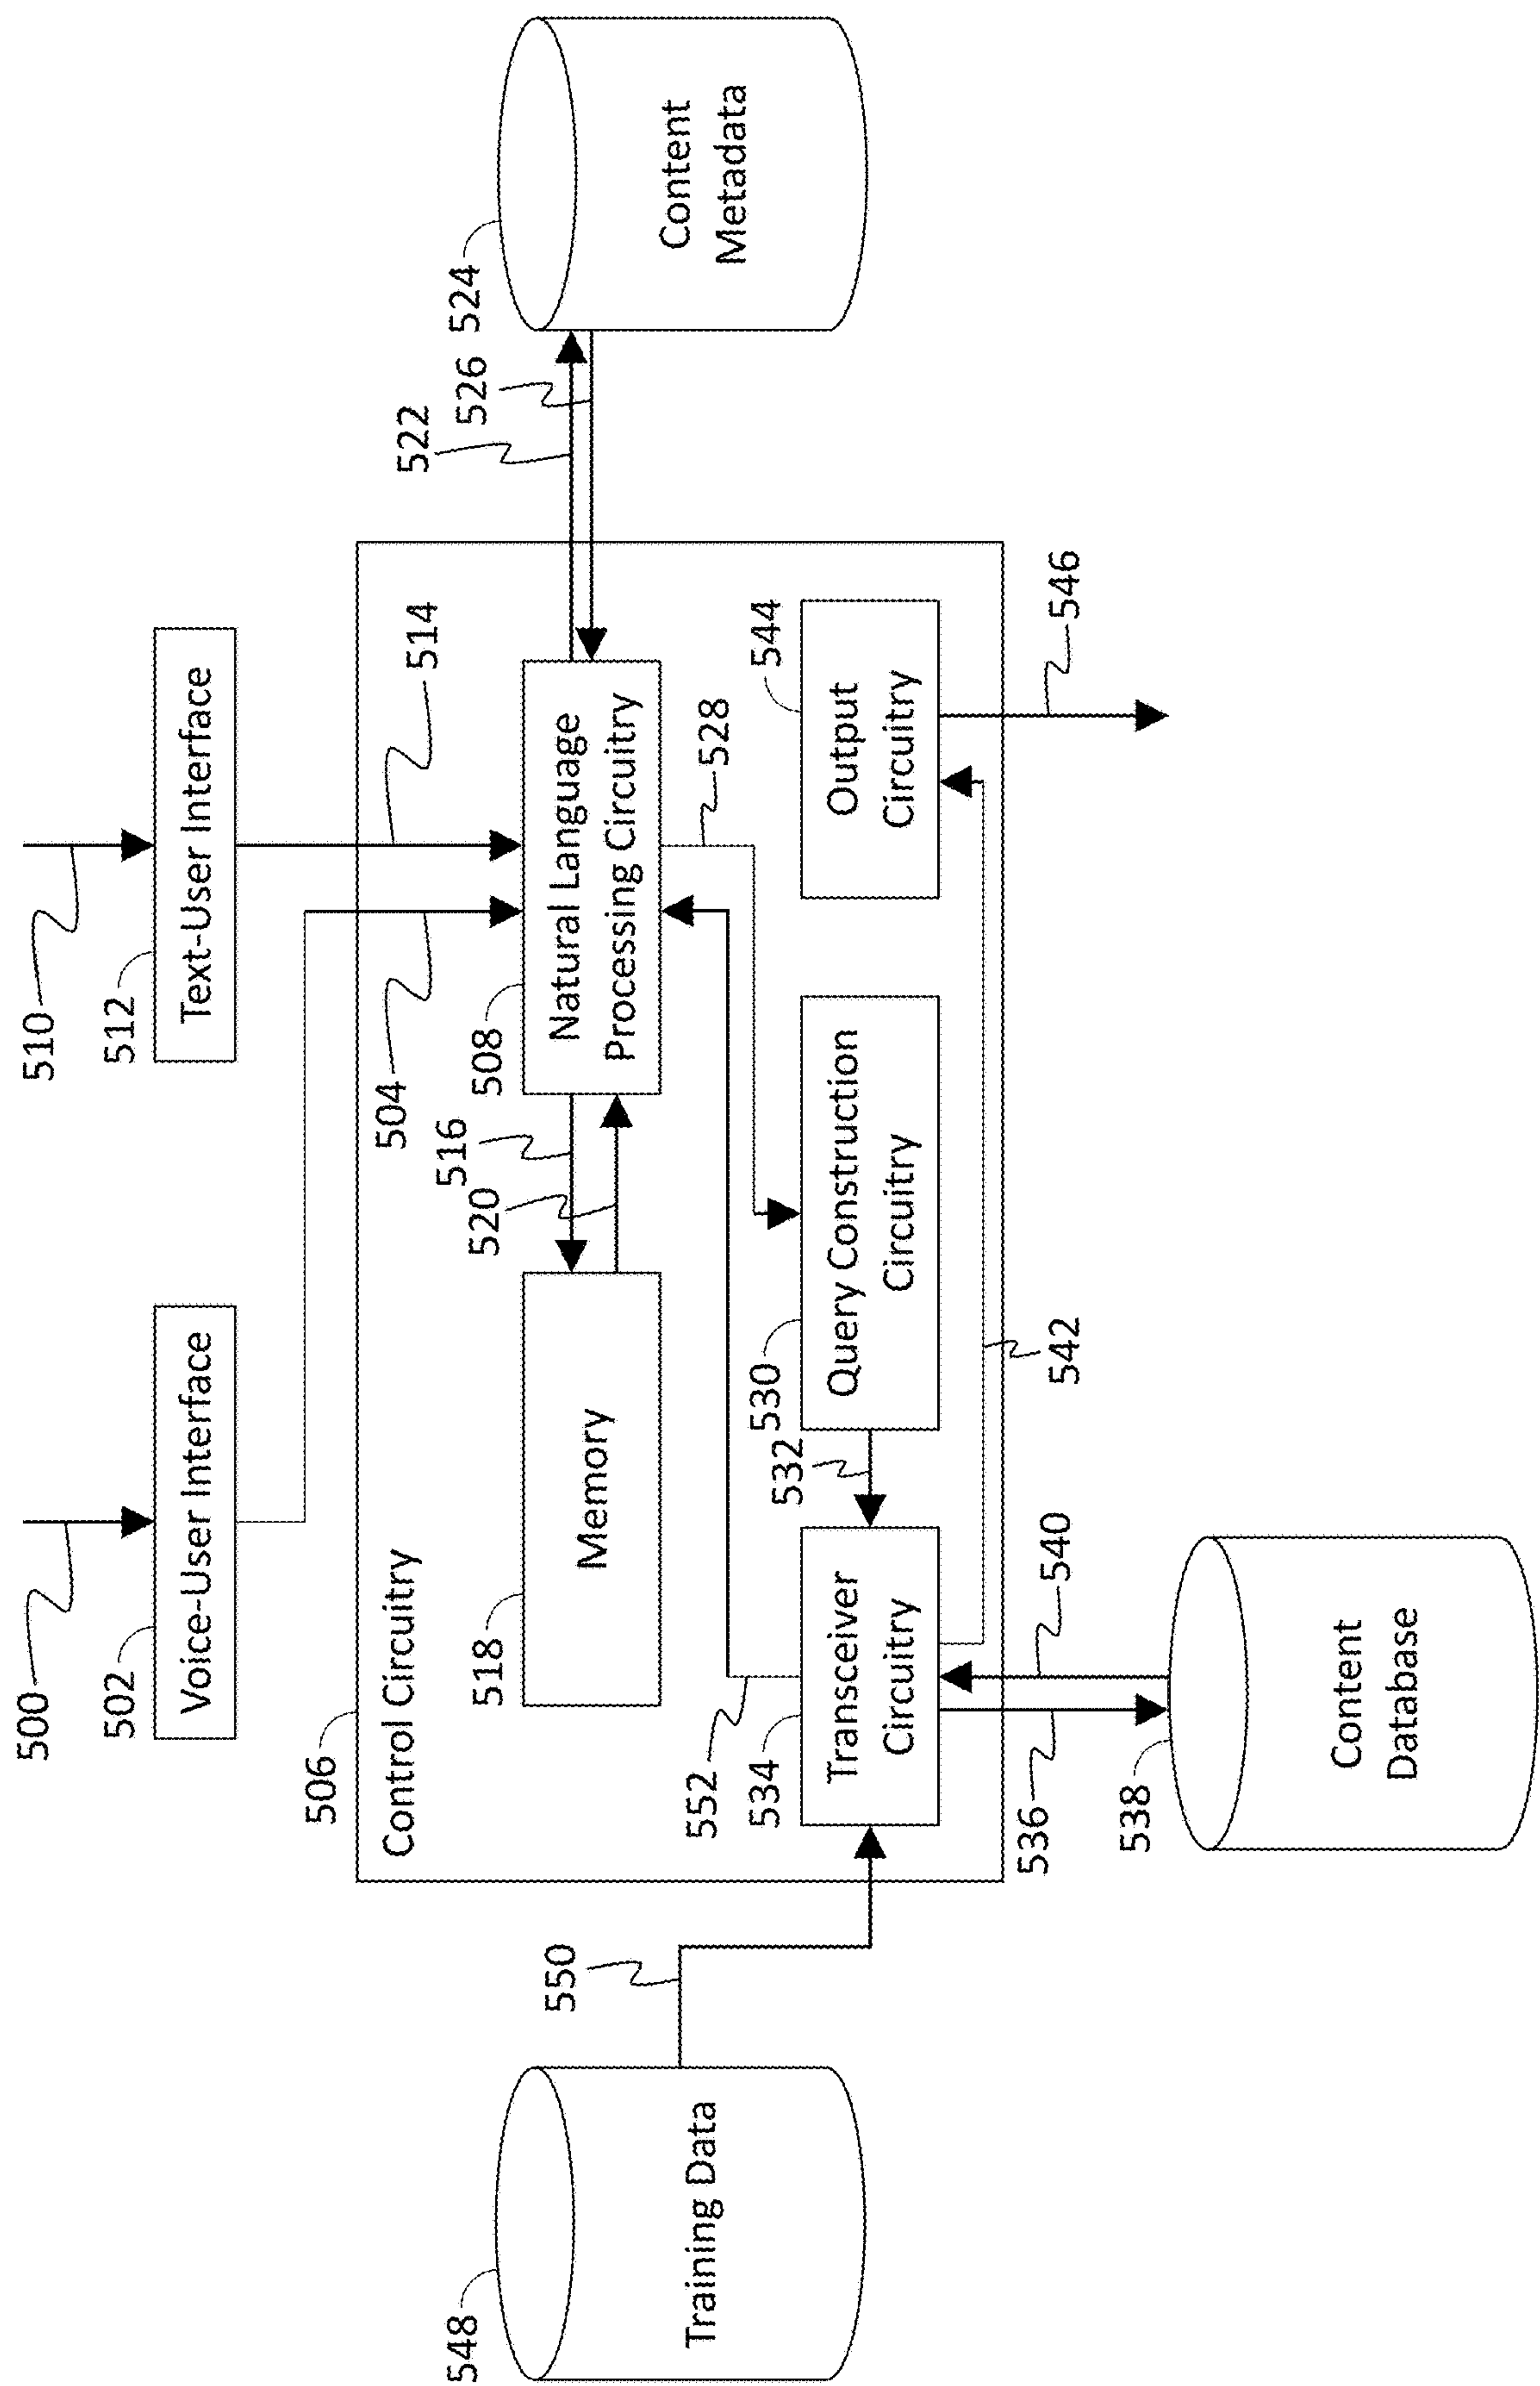 500
510
502
Voice-User Interface
512
Text-User Interface
506
Control Circuitry
504
514
548
Training Data
550
518
Memory
516
520
508
Natural Language
Processing Circuitry
522
526
524
Content
Metadata
552
528
534
Transceiver
Circuitry
532
530
Query Construction
Circuitry
544
Output
Circuitry
536
540
542
546
538
Content
Database